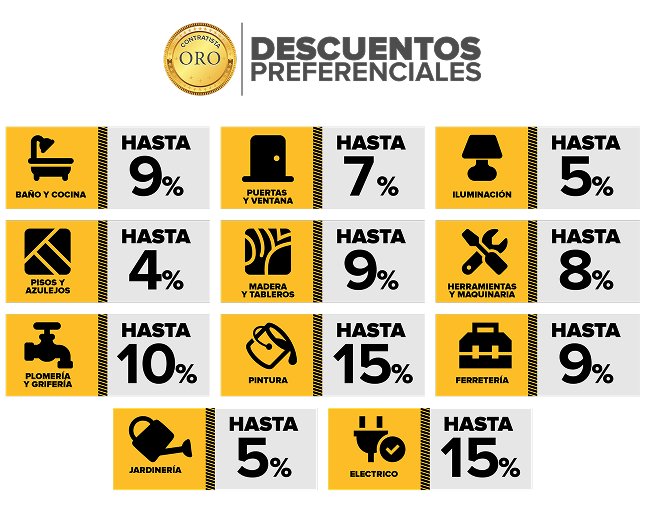 CONTRATISTA
ORO
DESCUENTOS
PREFERENCIALES
BAÑO Y COCINA
HASTA
9%
PUERTAS
Y VENTANA
HASTA
7%
ILUMINACIÓN
HASTA
5%
PISOS Y
AZULEJOS
HASTA
4%
MADERA
Y TABLEROS
HASTA
9%
HERRAMIENTAS
Y MAQUINARIA
HASTA
8%
PLOMERÍA
Y GRIFERÍA
HASTA
10%
PINTURA
HASTA
15%
FERRETERÍA
HASTA
9%
JARDINERÍA
HASTA
5%
ELECTRICO
HASTA
15%